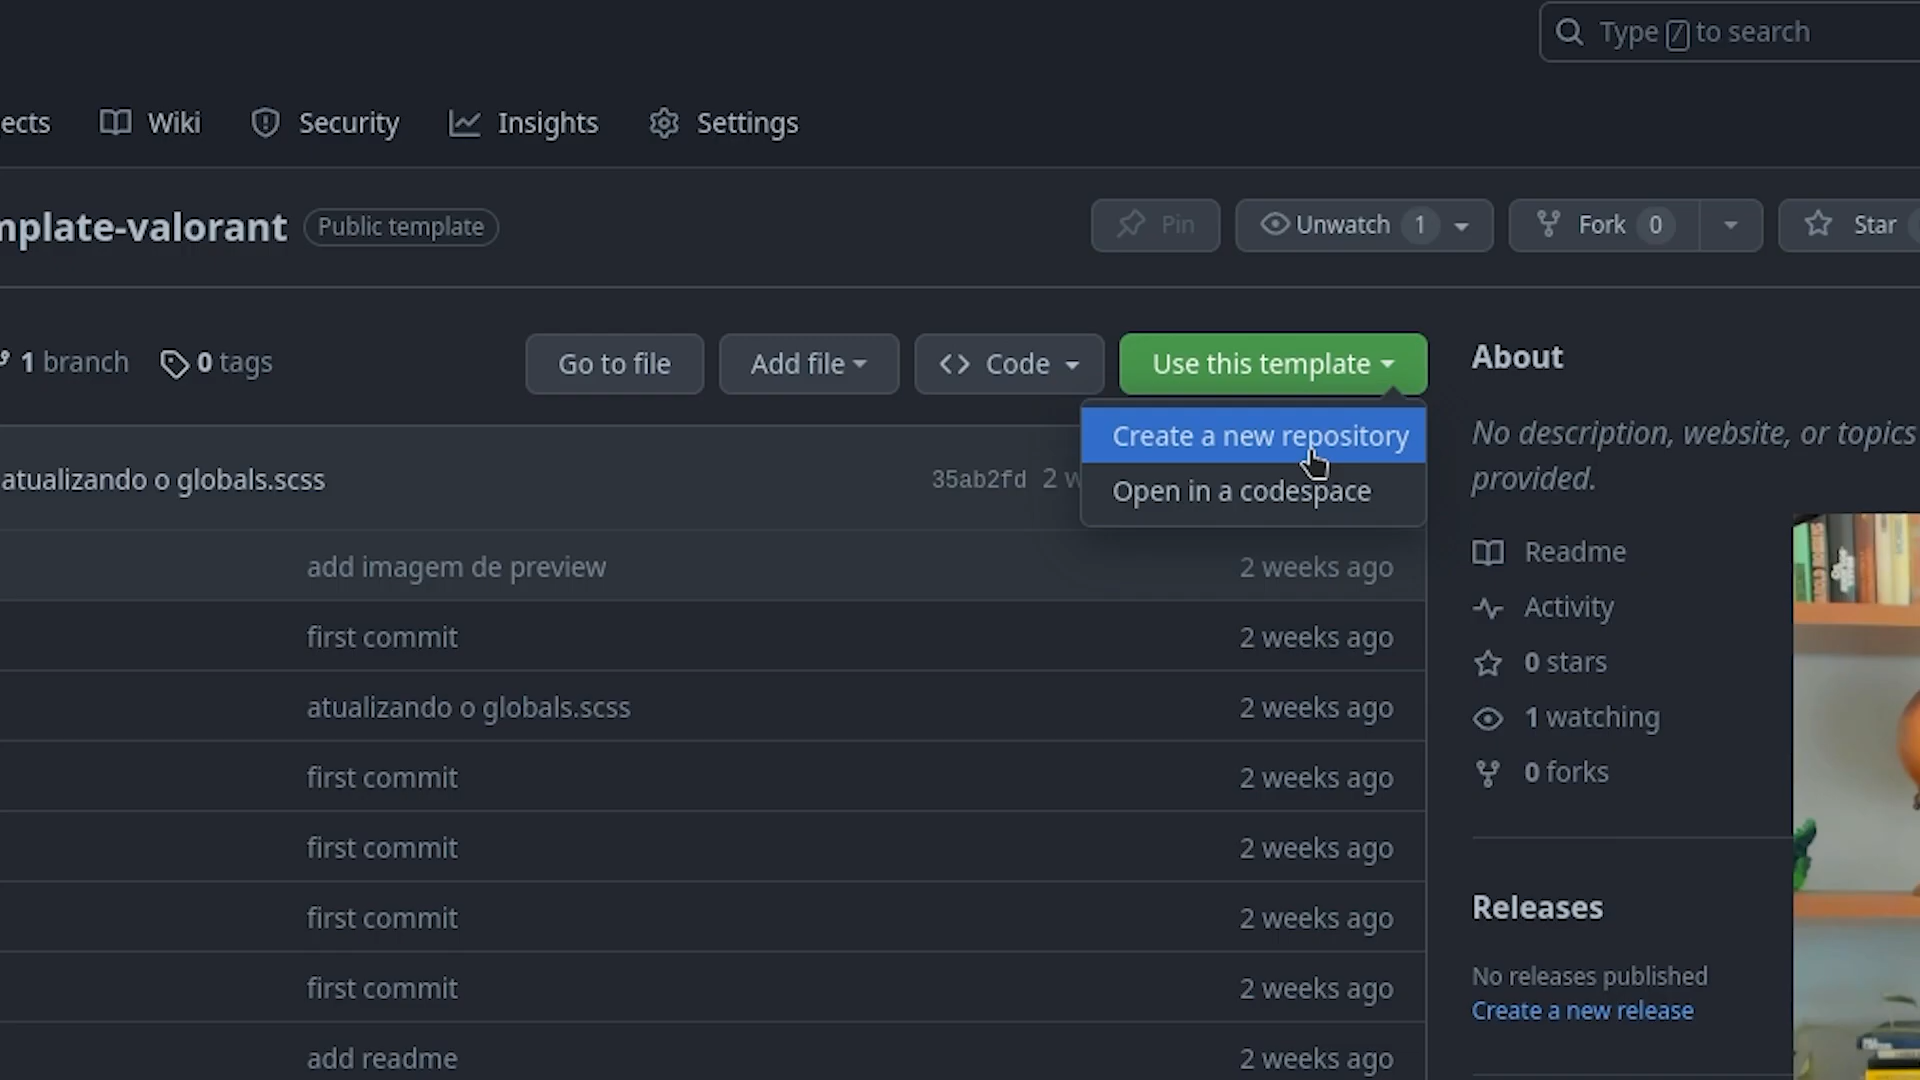 Type / to search
ects Wiki Security Insights Settings
mplate-valorant Public template Pin Unwatch 1 Fork 0 Star
1 branch 0 tags Go to file Add file Code Use this template
About
Create a new repository
Open in a codespace
No description, website, or topics
provided.
atualizando o globals.scss 35ab2fd 2 w
add imagem de preview 2 weeks ago
first commit 2 weeks ago
atualizando o globals.scss 2 weeks ago
first commit 2 weeks ago
first commit 2 weeks ago
first commit 2 weeks ago
first commit 2 weeks ago
add readme 2 weeks ago
Readme
Activity
0 stars
1 watching
0 forks
Releases
No releases published
Create a new release